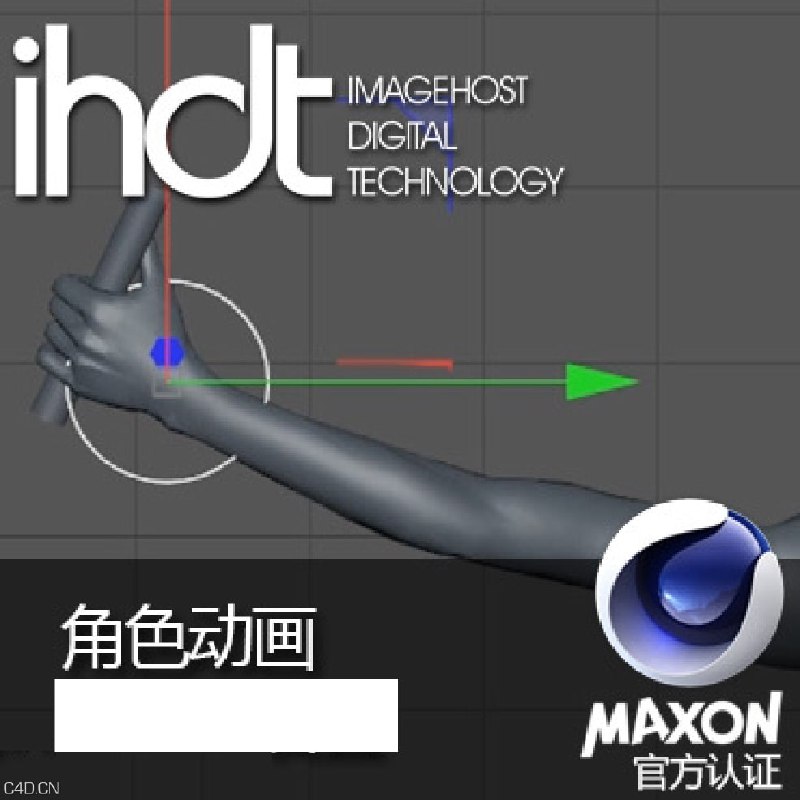 ihdt
IMAGEHOST
DIGITAL
TECHNOLOGY
角色动画
MAXON
官方认证
C4D.CN